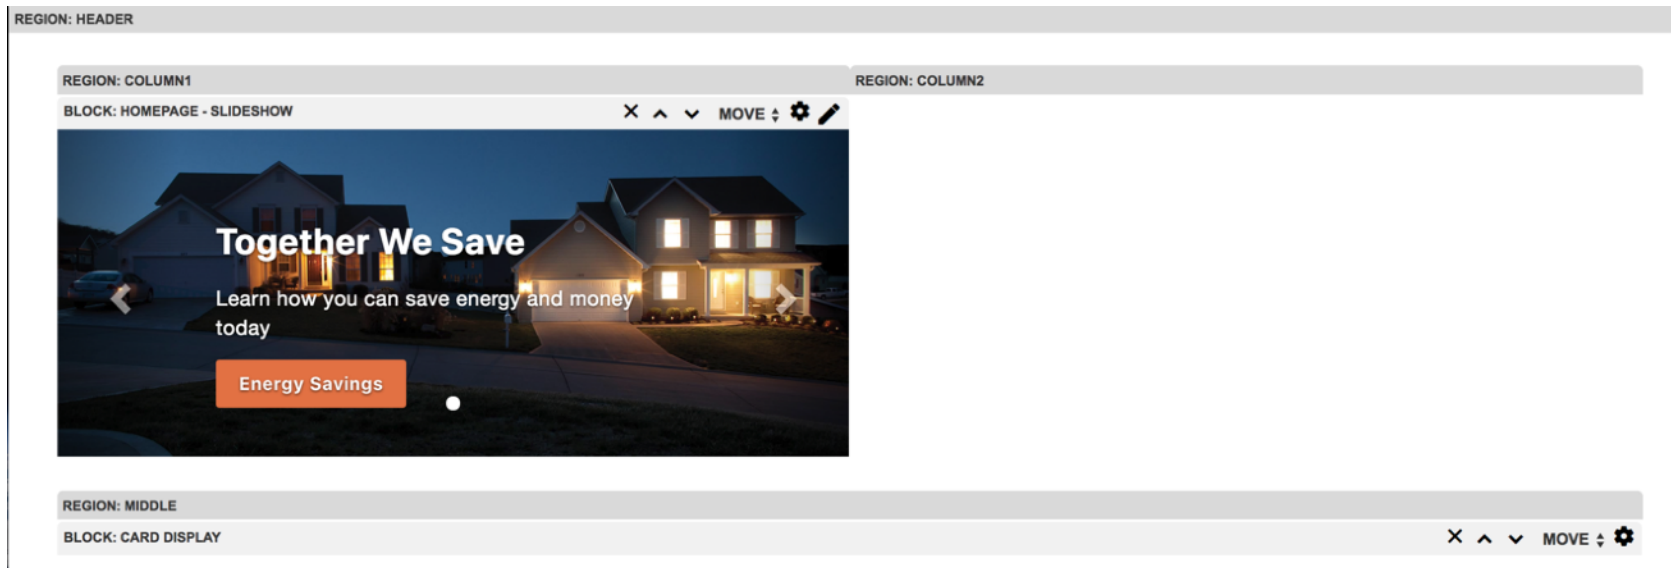 REGION: HEADER
REGION: COLUMN1
REGION: COLUMN2
BLOCK: HOMEPAGE - SLIDESHOW
MOVE
Together We Save
Learn how you can save energy and money
today
Energy Savings
REGION: MIDDLE
BLOCK: CARD DISPLAY
MOVE